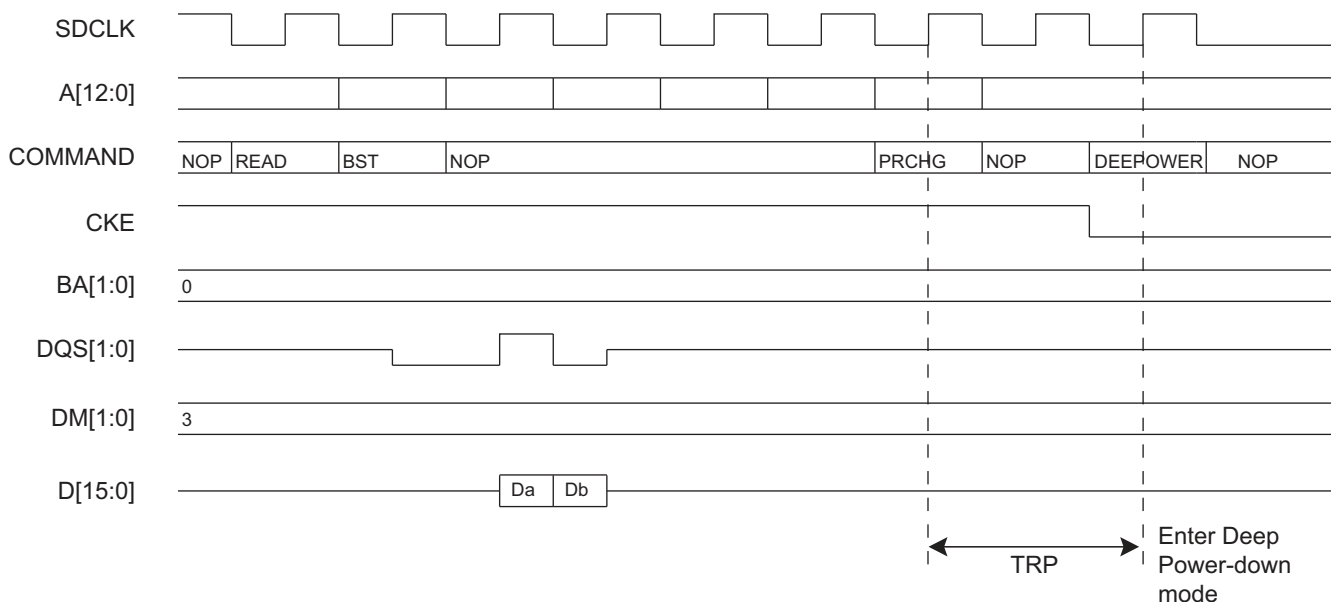 SDCLK
A[12:0]
COMMAND NOP READ BST NOP PRCHG NOP DEEPOWER NOP
CKE
BA[1:0] 0
DQS[1:0]
DM[1:0] 3
D[15:0] Da Db
TRP
Enter Deep
Power-down
mode